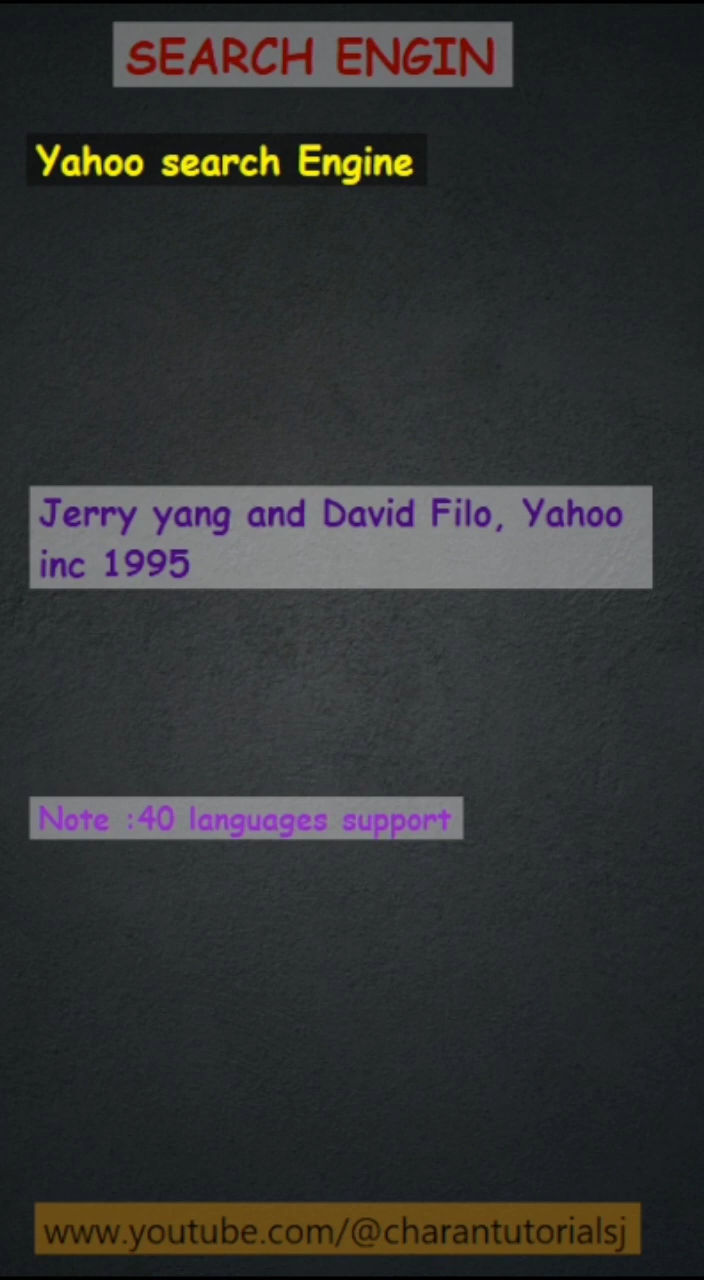 SEARCH ENGIN
Yahoo search Engine
Jerry yang and David Filo, Yahoo
inc 1995
Note :40 languages support
www.youtube.com/@charantutorialsj